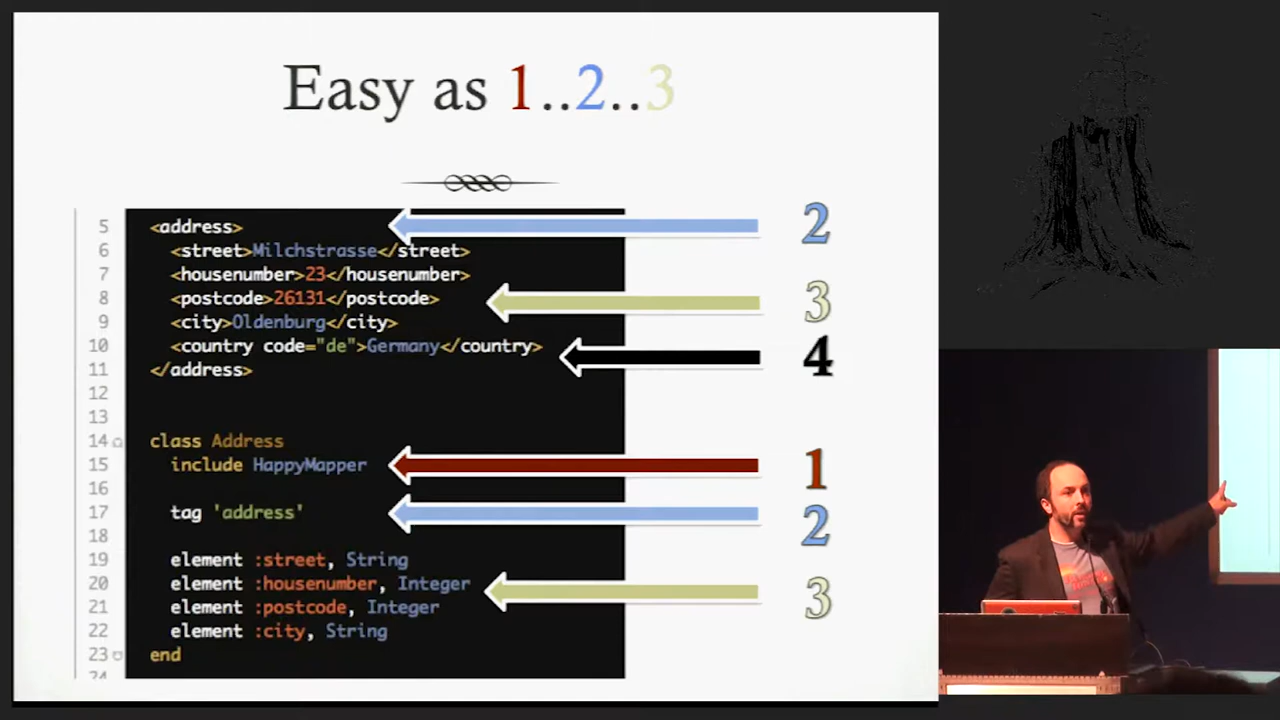 Easy as 1..2..3
5 <address>
6 <street>Milchstrasse</street>
7 <housenumber>23</housenumber>
8 <postcode>26131</postcode>
9 <city>Oldenburg</city>
10 <country code="de">Germany</country>
11 </address>
12
13
14 class Address
15 include HappyMapper
16
17 tag 'address'
18
19 element :street, String
20 element :housenumber, Integer
21 element :postcode, Integer
22 element :city, String
23 end
2
3
4
1
2
3